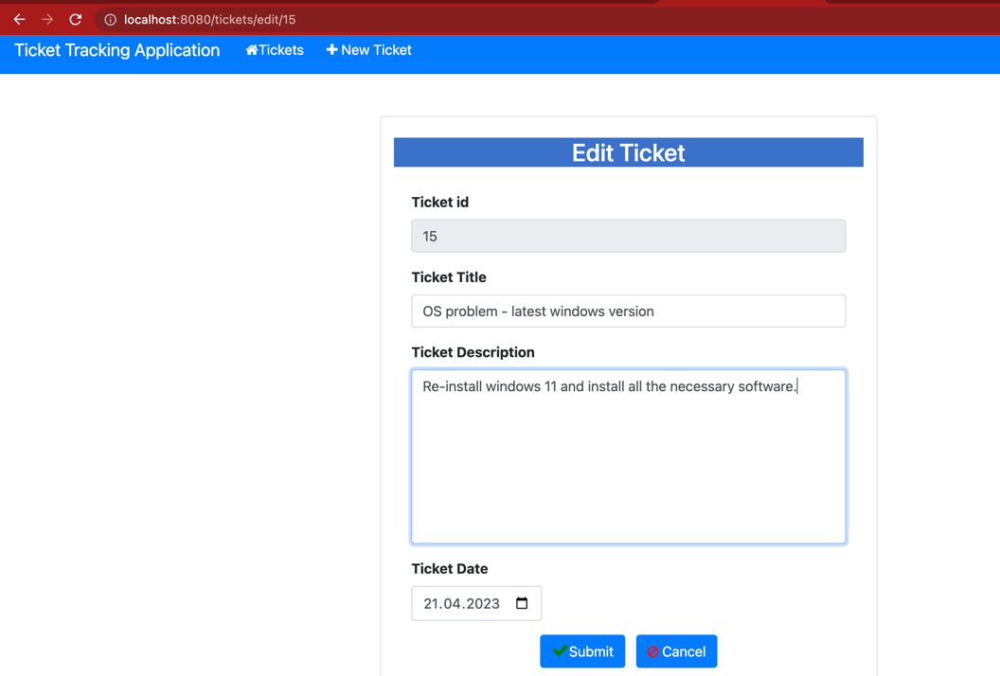 localhost:8080/tickets/edit/15
Ticket Tracking Application Tickets New Ticket
Edit Ticket
Ticket id
15
Ticket Title
OS problem - latest windows version
Ticket Description
Re-install windows 11 and install all the necessary software.
Ticket Date
21.04.2023
Submit Cancel